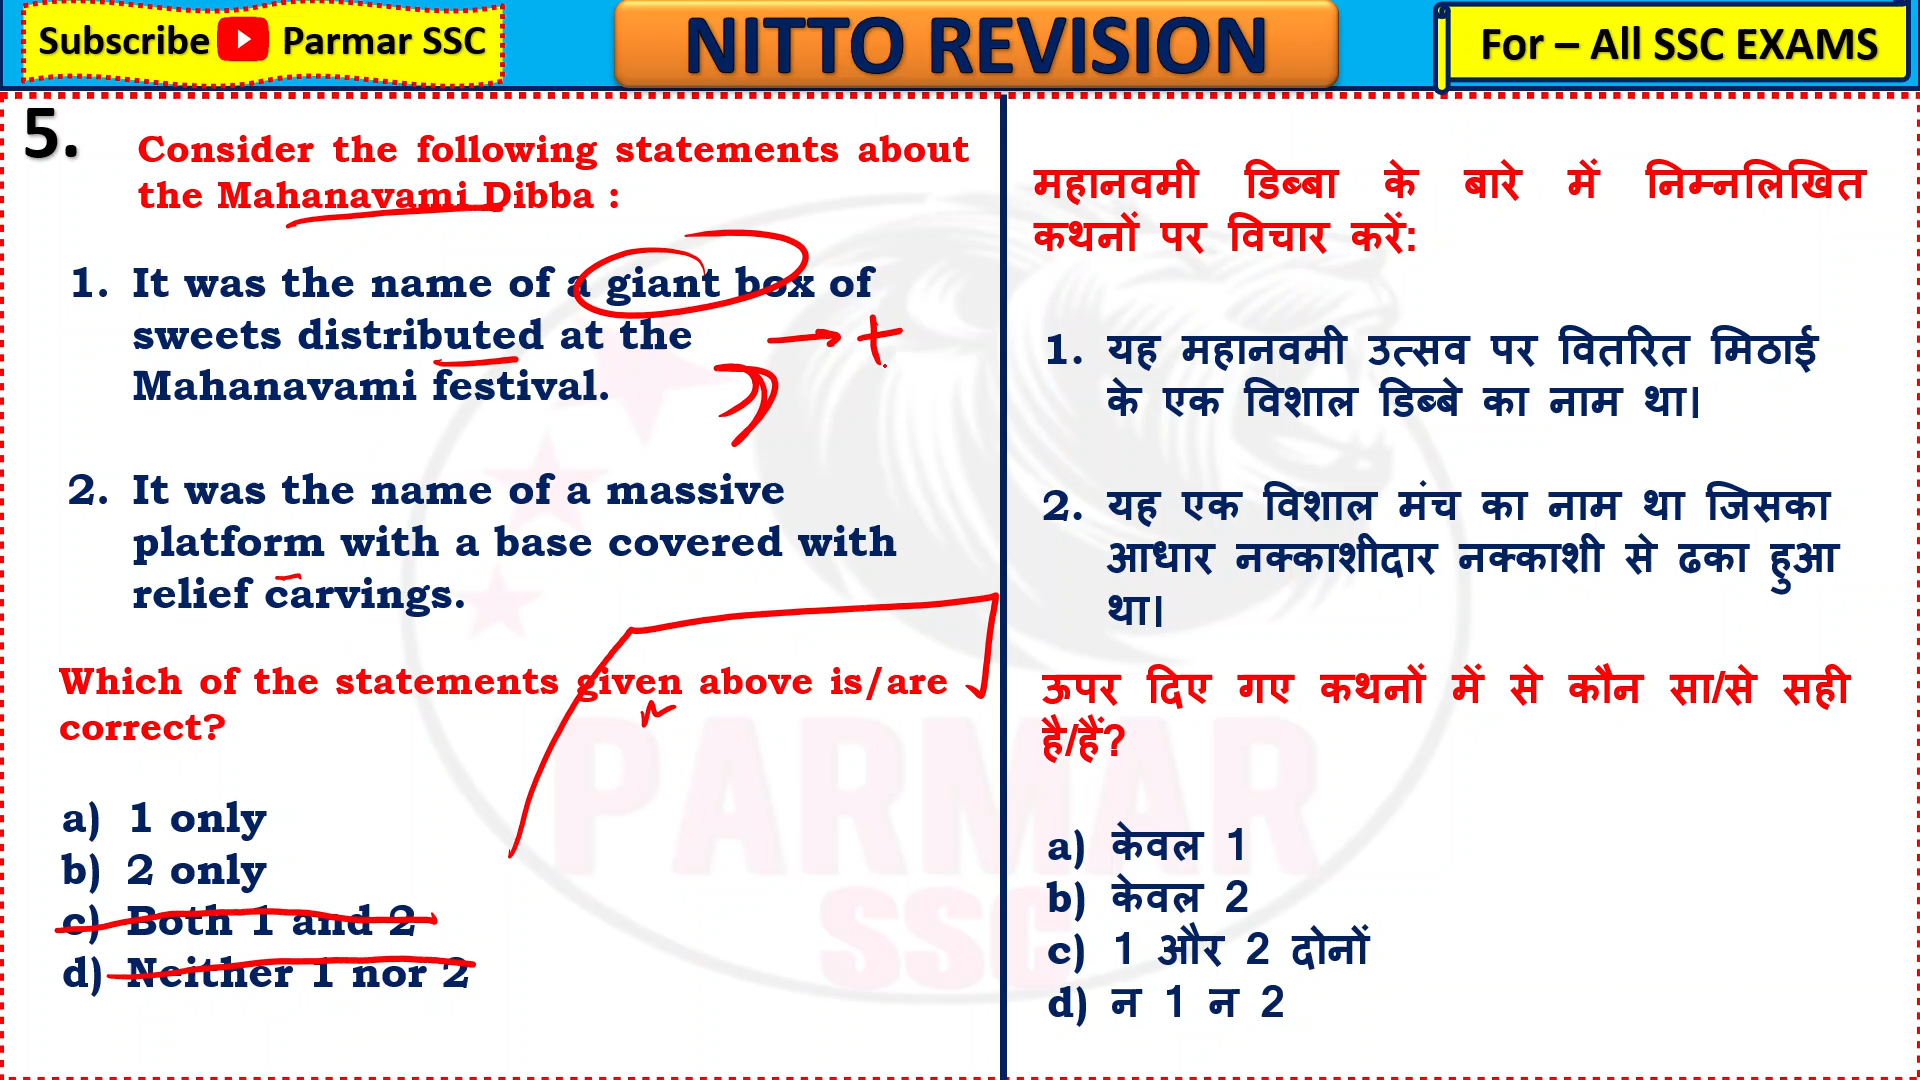 Subscribe Parmar SSC
NITTO REVISION
For – All SSC EXAMS
5.
Consider the following statements about
the Mahanavami Dibba :
1. It was the name of a giant box of
sweets distributed at the
Mahanavami festival.
2. It was the name of a massive
platform with a base covered with
relief carvings.
Which of the statements given above is/are
correct?
a) 1 only
b) 2 only
c) Both 1 and 2
d) Neither 1 nor 2
महानवमी डिब्बा के बारे में निम्नलिखित
कथनों पर विचार करें:
1. यह महानवमी उत्सव पर वितरित मिठाई
के एक विशाल डिब्बे का नाम था।
2. यह एक विशाल मंच का नाम था जिसका
आधार नक्काशीदार नक्काशी से ढका हुआ
था।
ऊपर दिए गए कथनों में से कौन सा/से सही
है/हैं?
a) केवल 1
b) केवल 2
c) 1 और 2 दोनों
d) न 1 न 2
PARMAR
SSC